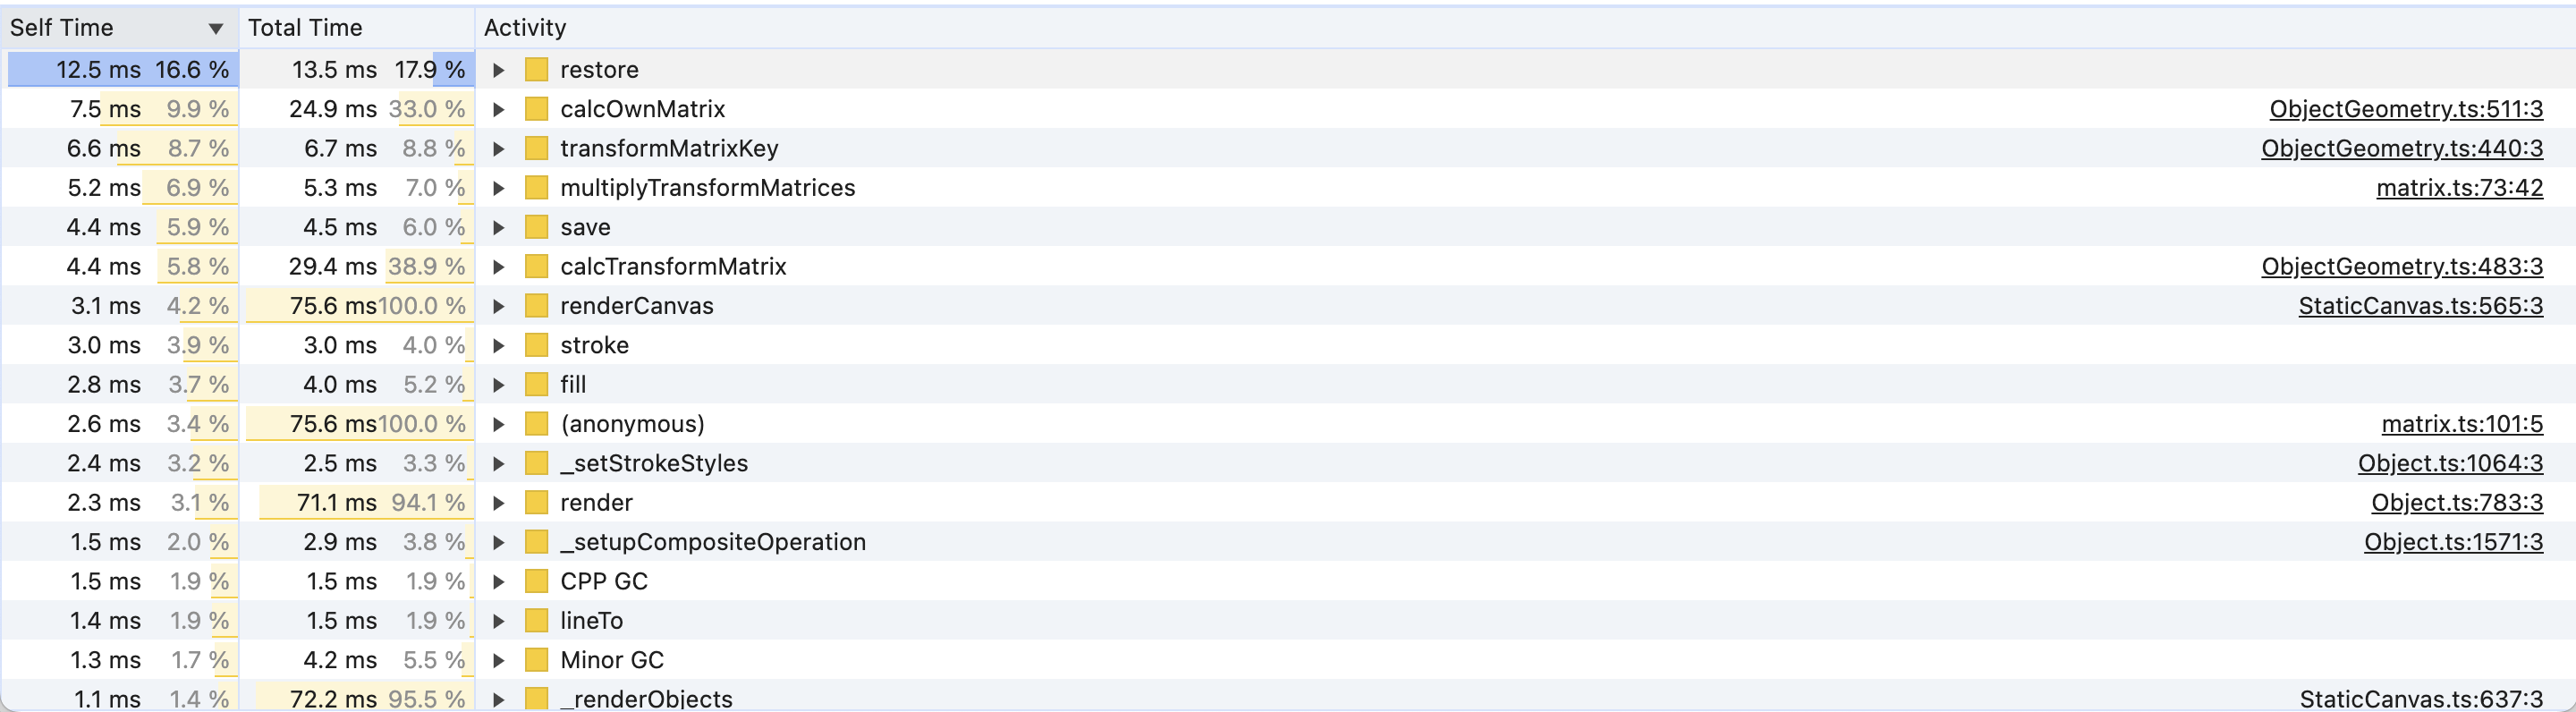 Self Time ▼ Total Time Activity
12.5 ms 16.6 % 13.5 ms 17.9 % ▶ restore
7.5 ms 9.9 % 24.9 ms 33.0 % ▶ calcOwnMatrix ObjectGeometry.ts:511:3
6.6 ms 8.7 % 6.7 ms 8.8 % ▶ transformMatrixKey ObjectGeometry.ts:440:3
5.2 ms 6.9 % 5.3 ms 7.0 % ▶ multiplyTransformMatrices matrix.ts:73:42
4.4 ms 5.9 % 4.5 ms 6.0 % ▶ save
4.4 ms 5.8 % 29.4 ms 38.9 % ▶ calcTransformMatrix ObjectGeometry.ts:483:3
3.1 ms 4.2 % 75.6 ms 100.0 % ▶ renderCanvas StaticCanvas.ts:565:3
3.0 ms 3.9 % 3.0 ms 4.0 % ▶ stroke
2.8 ms 3.7 % 4.0 ms 5.2 % ▶ fill
2.6 ms 3.4 % 75.6 ms 100.0 % ▶ (anonymous) matrix.ts:101:5
2.4 ms 3.2 % 2.5 ms 3.3 % ▶ _setStrokeStyles Object.ts:1064:3
2.3 ms 3.1 % 71.1 ms 94.1 % ▶ render Object.ts:783:3
1.5 ms 2.0 % 2.9 ms 3.8 % ▶ _setupCompositeOperation Object.ts:1571:3
1.5 ms 1.9 % 1.5 ms 1.9 % ▶ CPP GC
1.4 ms 1.9 % 1.5 ms 1.9 % ▶ lineTo
1.3 ms 1.7 % 4.2 ms 5.5 % ▶ Minor GC
1.1 ms 1.4 % 72.2 ms 95.5 % ▶ _renderObjects StaticCanvas.ts:637:3